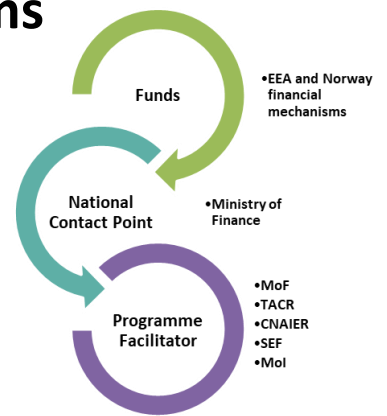 ns
Funds
•EEA and Norway
financial
mechanisms
National
Contact Point
•Ministry of
Finance
Programme
Facilitator
•MoF
•TACR
•CNAIER
•SEF
•MoI